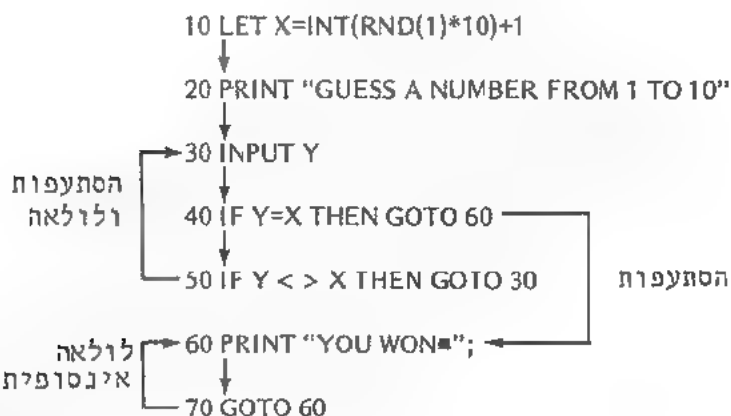 10 LET X=INT(RND(1)*10)+1
20 PRINT "GUESS A NUMBER FROM 1 TO 10"
30 INPUT Y
הסתעפות
ולולאה
40 IF Y=X THEN GOTO 60
50 IF Y < > X THEN GOTO 30
הסתעפות
60 PRINT "YOU WON■";
לולאה
אינסופית
70 GOTO 60